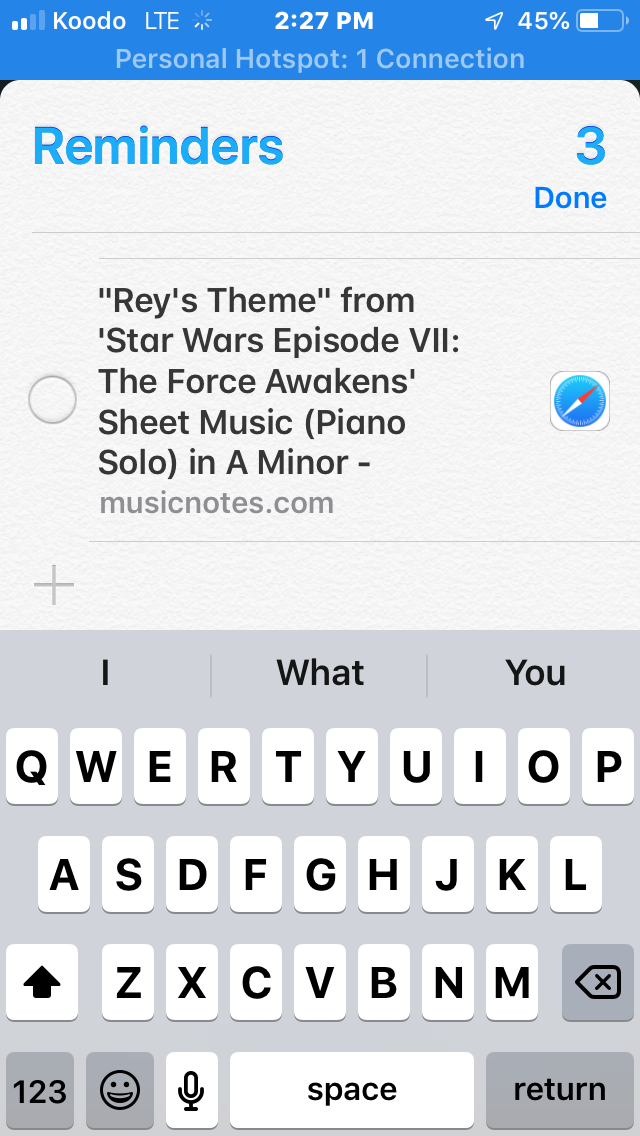 Koodo LTE 2:27 PM 45%
Personal Hotspot: 1 Connection
Reminders 3
Done
"Rey's Theme" from
'Star Wars Episode VII:
The Force Awakens'
Sheet Music (Piano
Solo) in A Minor -
musicnotes.com
I What You
Q W E R T Y U I O P
A S D F G H J K L
Z X C V B N M
123 space return